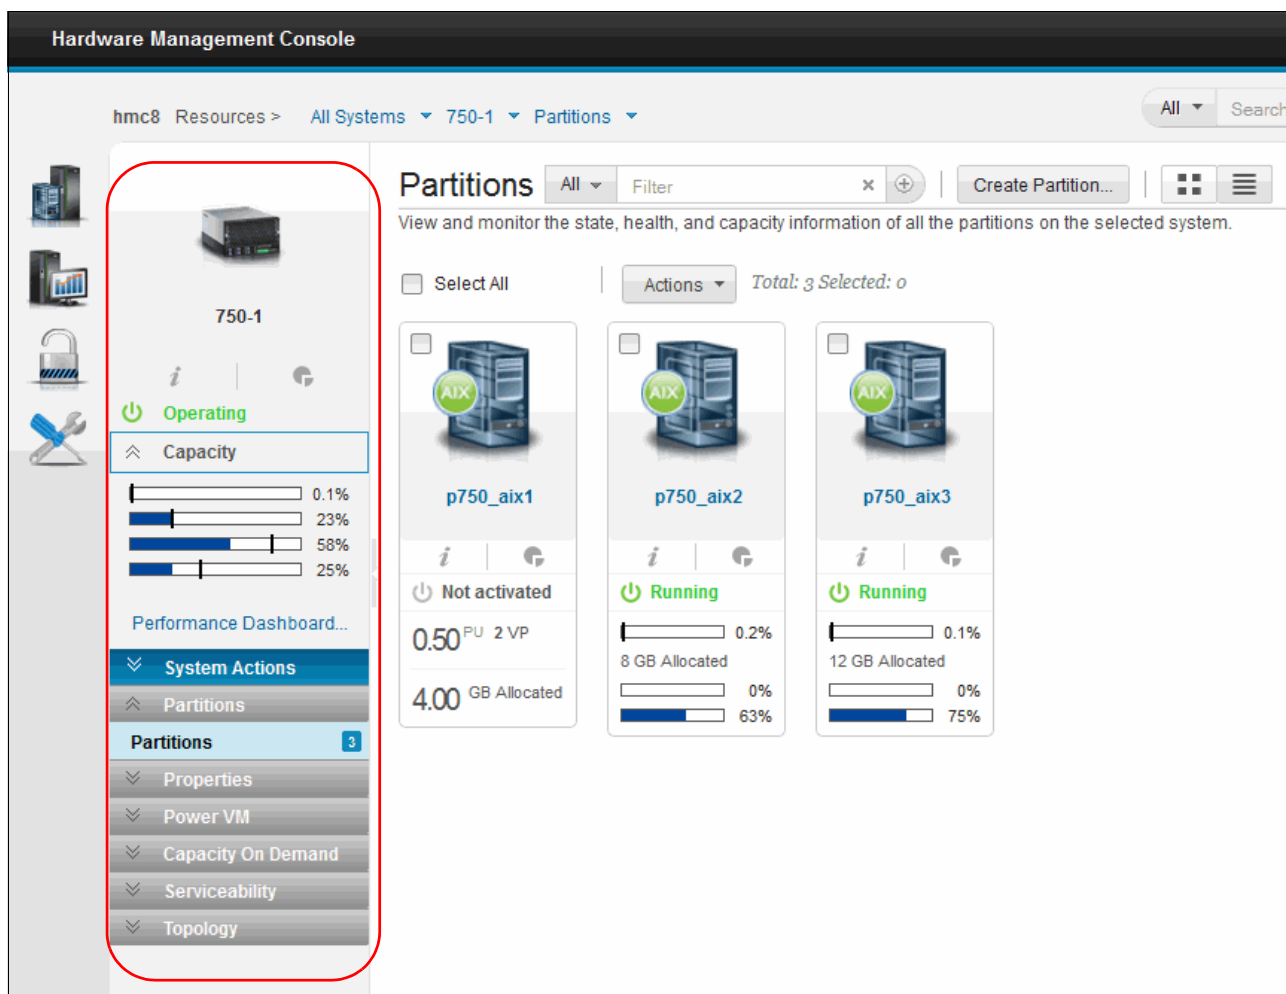 Hardware Management Console
hmc8 Resources > All Systems 750-1 Partitions
All Search
750-1
i
Operating
Capacity
0.1%
23%
58%
25%
Performance Dashboard...
System Actions
Partitions
Partitions 3
Properties
Power VM
Capacity On Demand
Serviceability
Topology
Partitions All Filter Create Partition...
View and monitor the state, health, and capacity information of all the partitions on the selected system.
Select All Actions Total: 3 Selected: 0
AIX
p750_aix1
i
Not activated
0.50 PU 2 VP
4.00 GB Allocated
AIX
p750_aix2
i
Running
0.2%
8 GB Allocated
0%
63%
AIX
p750_aix3
i
Running
0.1%
12 GB Allocated
0%
75%